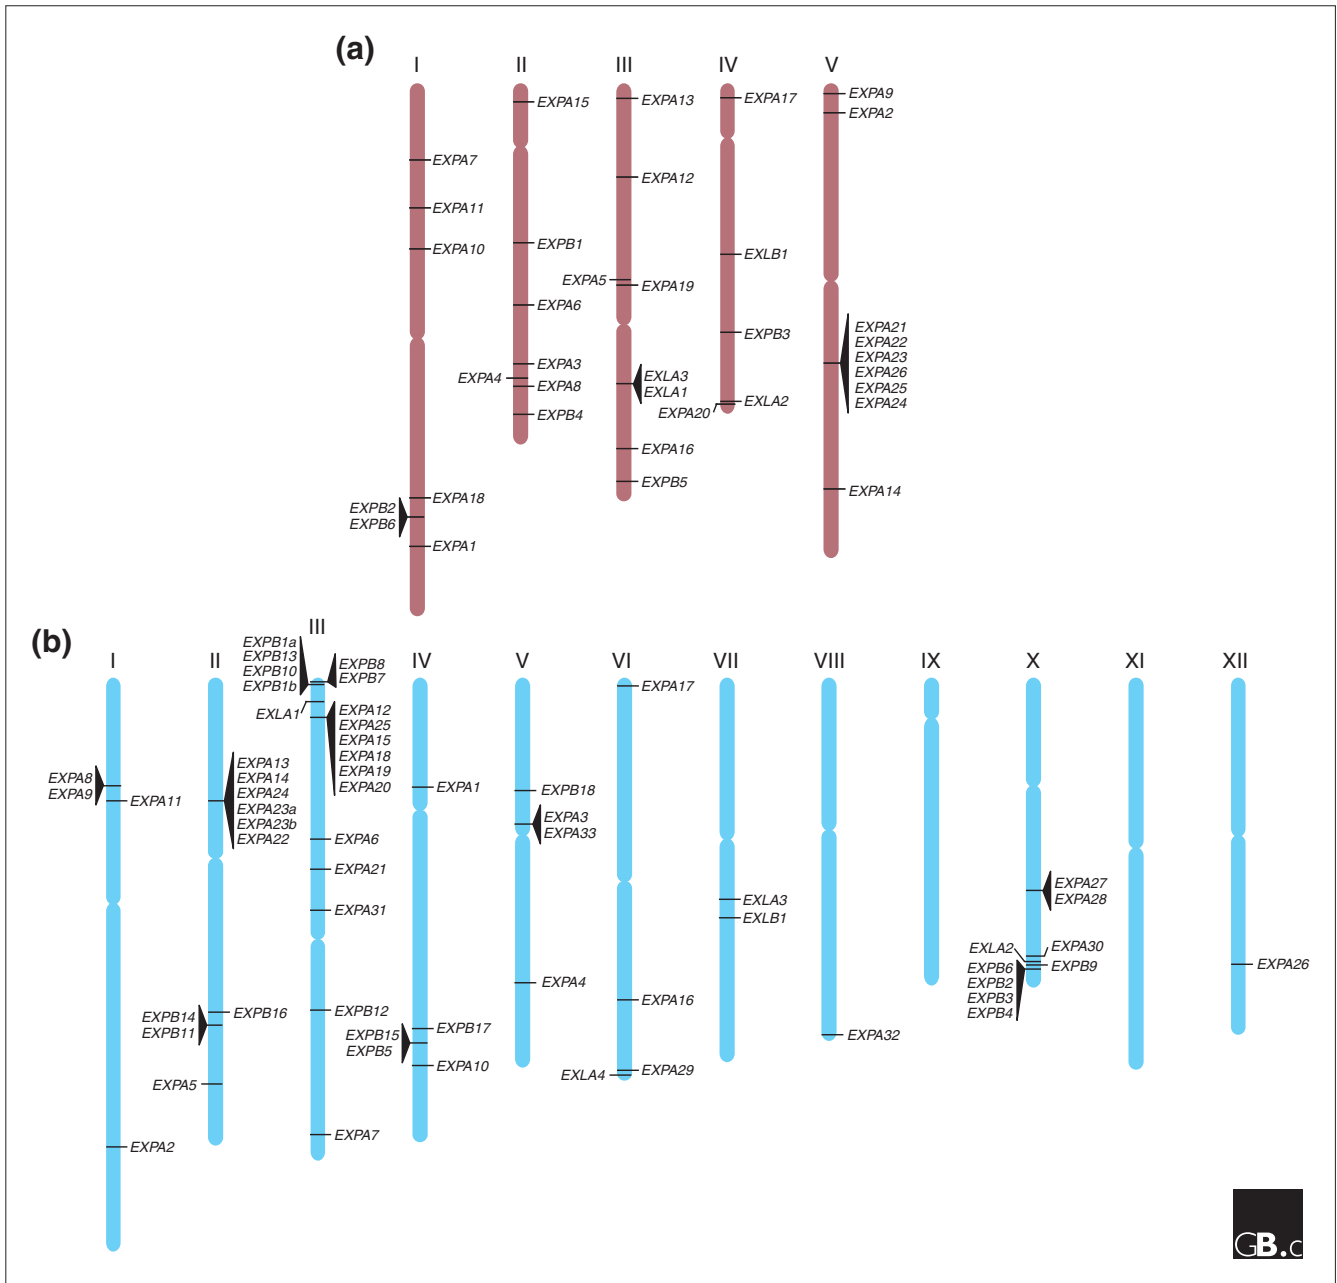 (a)
I II III IV V
EXPA7
EXPA11
EXPA10
EXPA18
EXPB2
EXPB6
EXPA1
EXPA15
EXPB1
EXPA6
EXPA3
EXPA4
EXPA8
EXPB4
EXPA13
EXPA12
EXPA5
EXPA19
EXLA3
EXLA1
EXPA16
EXPB5
EXPA17
EXLB1
EXPB3
EXLA2
EXPA20
EXPA9
EXPA2
EXPA21
EXPA22
EXPA23
EXPA26
EXPA25
EXPA24
EXPA14
(b)
I II III IV V VI VII VIII IX X XI XII
EXPA8
EXPA9
EXPA11
EXPA2
EXPA13
EXPA14
EXPA24
EXPA23a
EXPA23b
EXPA22
EXPB16
EXPB14
EXPB11
EXPA5
EXPB1a
EXPB13
EXPB10
EXPB1b
EXPB8
EXPB7
EXLA1
EXPA12
EXPA25
EXPA15
EXPA18
EXPA19
EXPA20
EXPA6
EXPA21
EXPA31
EXPB12
EXPA7
EXPA1
EXPB17
EXPB15
EXPB5
EXPA10
EXPB18
EXPA3
EXPA33
EXPA4
EXPA17
EXPA16
EXPA29
EXLA4
EXLA3
EXLB1
EXPA32
EXPA27
EXPA28
EXPA30
EXLA2
EXPB9
EXPB6
EXPB2
EXPB3
EXPB4
EXPA26
GB.c